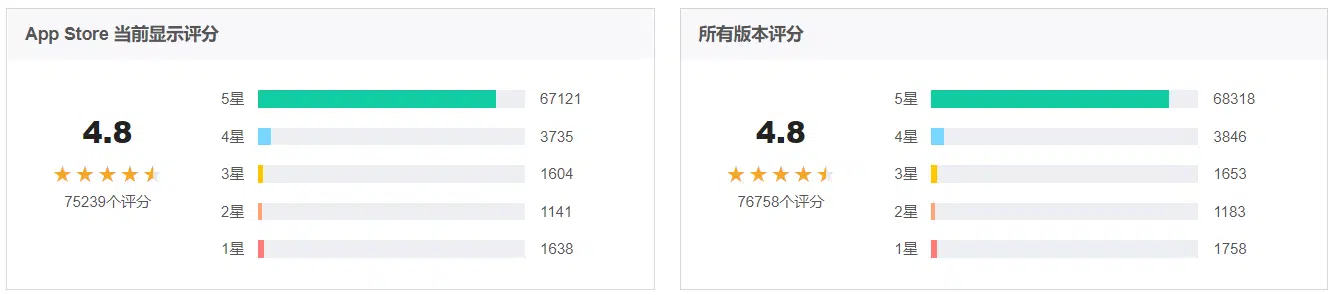 App Store 当前显示评分
4.8
75239个评分
5星 67121
4星 3735
3星 1604
2星 1141
1星 1638
所有版本评分
4.8
76758个评分
5星 68318
4星 3846
3星 1653
2星 1183
1星 1758